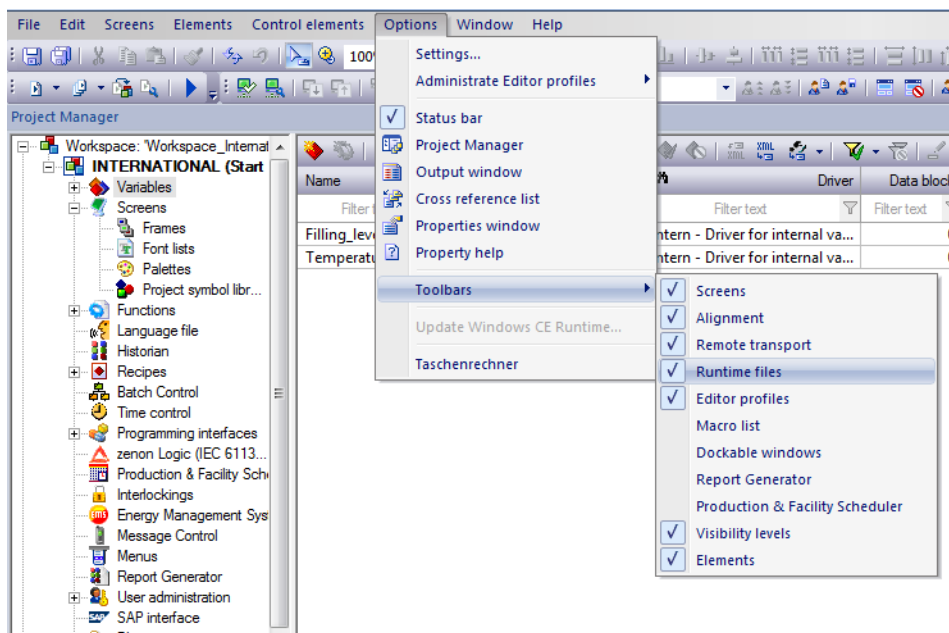 File Edit Screens Elements Control elements Options Window Help
100%
Project Manager
Workspace: 'Workspace_Internat
INTERNATIONAL (Start
Variables
Screens
Frames
Font lists
Palettes
Project symbol libr...
Functions
Language file
Historian
Recipes
Batch Control
Time control
Programming interfaces
zenon Logic (IEC 6113...
Production & Facility Sch
Interlockings
Energy Management Sys
Message Control
Menus
Report Generator
User administration
SAP interface
Settings...
Administrate Editor profiles
Status bar
Project Manager
Output window
Cross reference list
Properties window
Property help
Toolbars
Update Windows CE Runtime...
Taschenrechner
Screens
Alignment
Remote transport
Runtime files
Editor profiles
Macro list
Dockable windows
Report Generator
Production & Facility Scheduler
Visibility levels
Elements
XML XML
Name Driver Data bloc
Filter t Filter text Filter text
Filling_leve ntern - Driver for internal va...
Temperatu ntern - Driver for internal va...